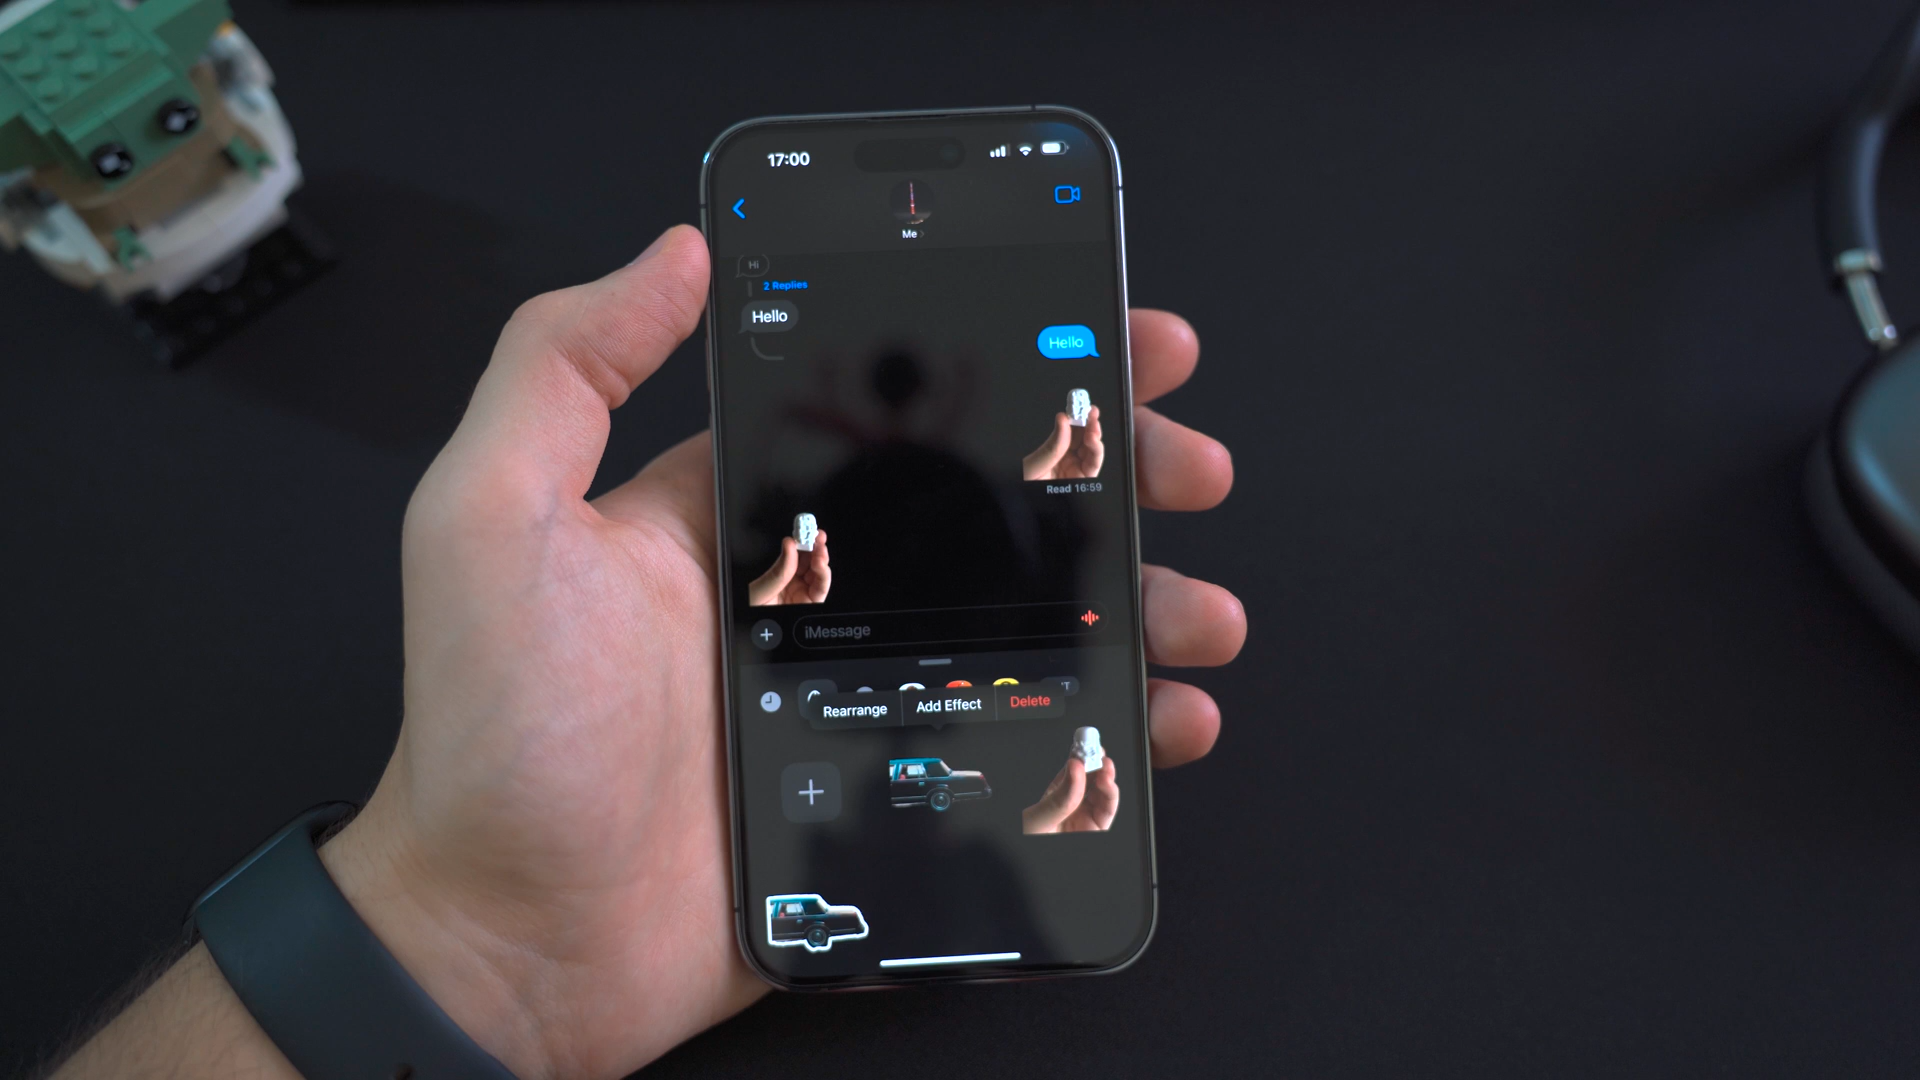 17:00
Me
Hi
2 Replies
Hello
Hello
Read 16:59
iMessage
Rearrange
Add Effect
Delete